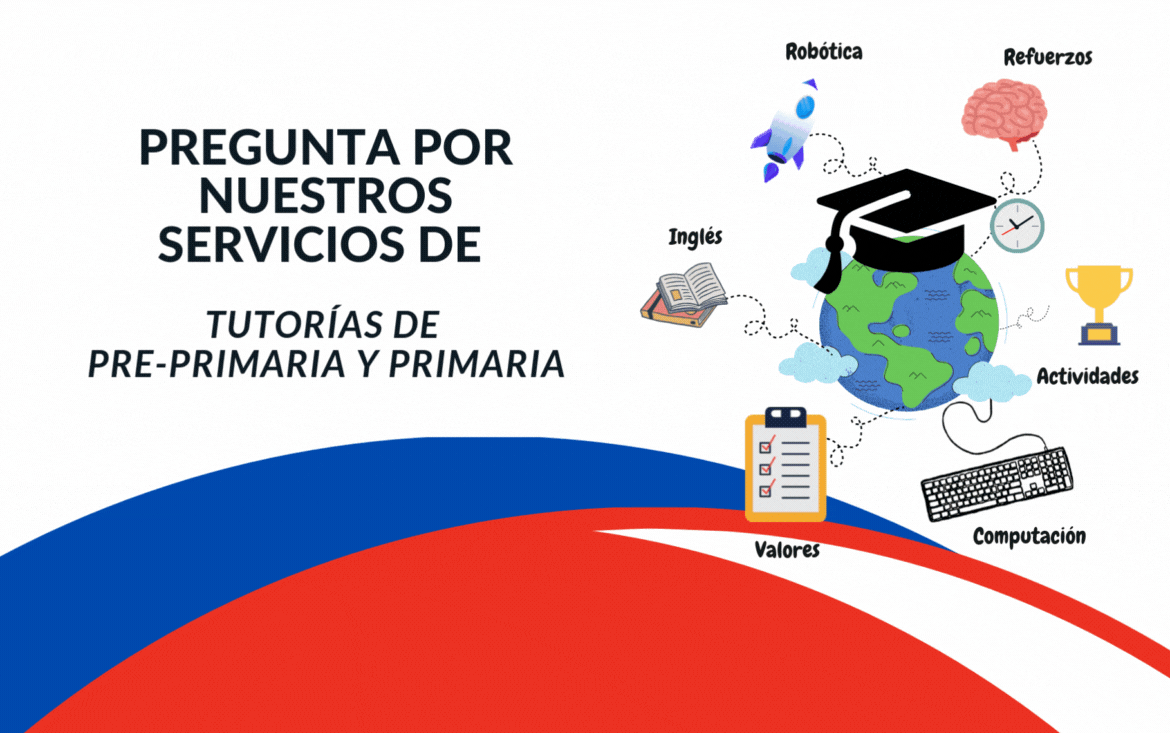 PREGUNTA POR
NUESTROS
SERVICIOS DE
TUTORÍAS DE
PRE-PRIMARIA Y PRIMARIA
Robótica
Refuerzos
Inglés
Actividades
Computación
Valores